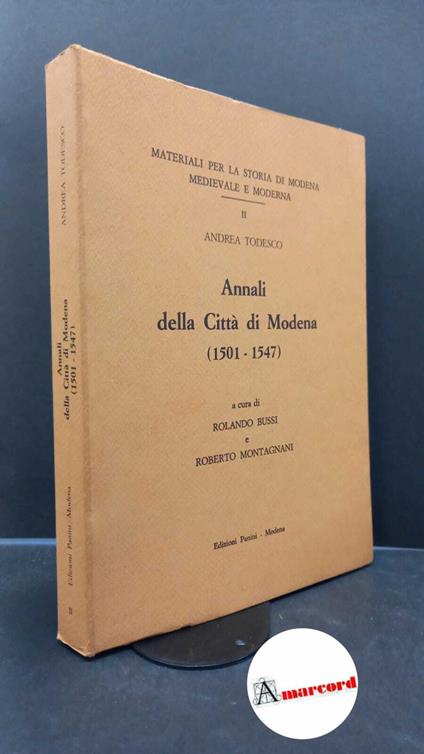 MATERIALI PER LA STORIA DI MODENA
MEDIEVALE E MODERNA
II
ANDREA TODESCO
Annali
della Città di Modena
(1501 - 1547)
a cura di
ROLANDO BUSSI
e
ROBERTO MONTAGNANI
Edizioni Panini - Modena
ANDREA TODESCO
Annali
della Città di Modena
(1501 - 1547)
Edizioni Panini - Modena
Amarcord